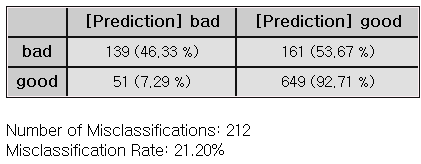 [Prediction] bad [Prediction] good
bad 139 (46,33 %) 161 (53,67 %)
good 51 (7,29 %) 649 (92,71 %)
Number of Misclassifications: 212
Misclassification Rate: 21.20%